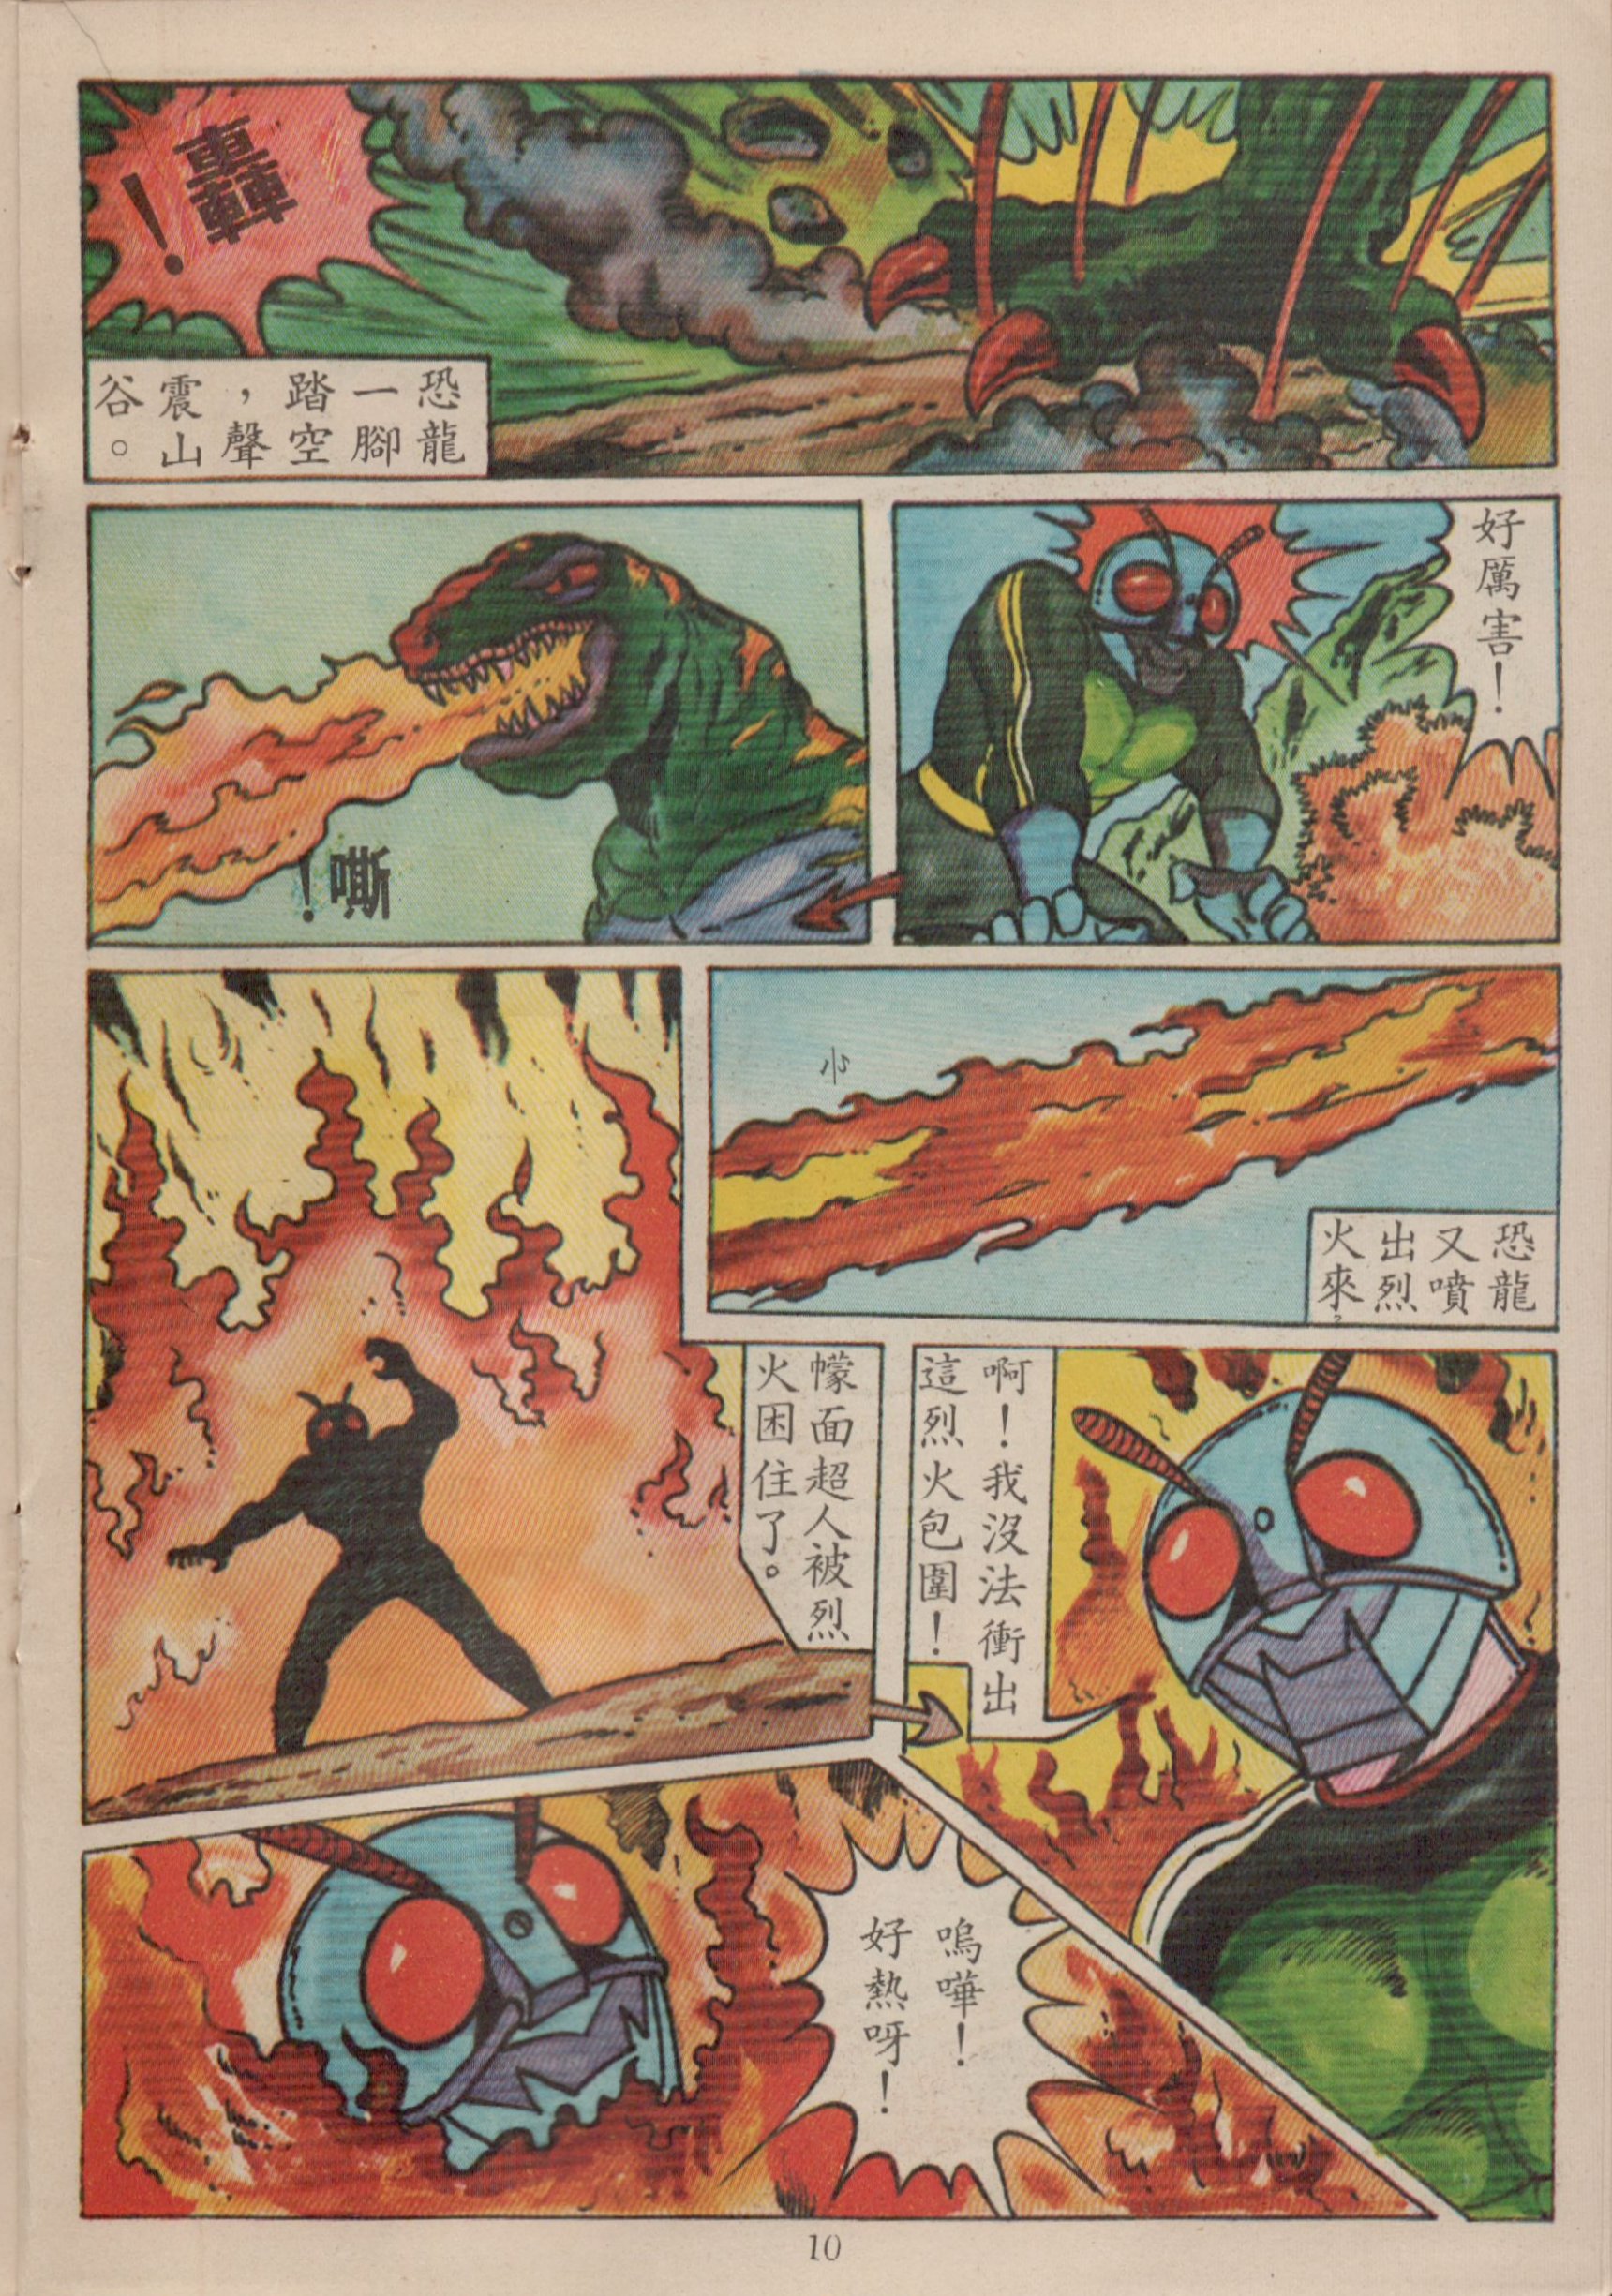 轟！
恐龍
一腳
踏空
，聲
震山
谷。
好厲害！
嘶！
恐龍
又噴
出烈
火來
幪面超人被烈
火困住了。
啊！我沒法衝出
這烈火包圍！
嗚嘩！
好熱呀！
10